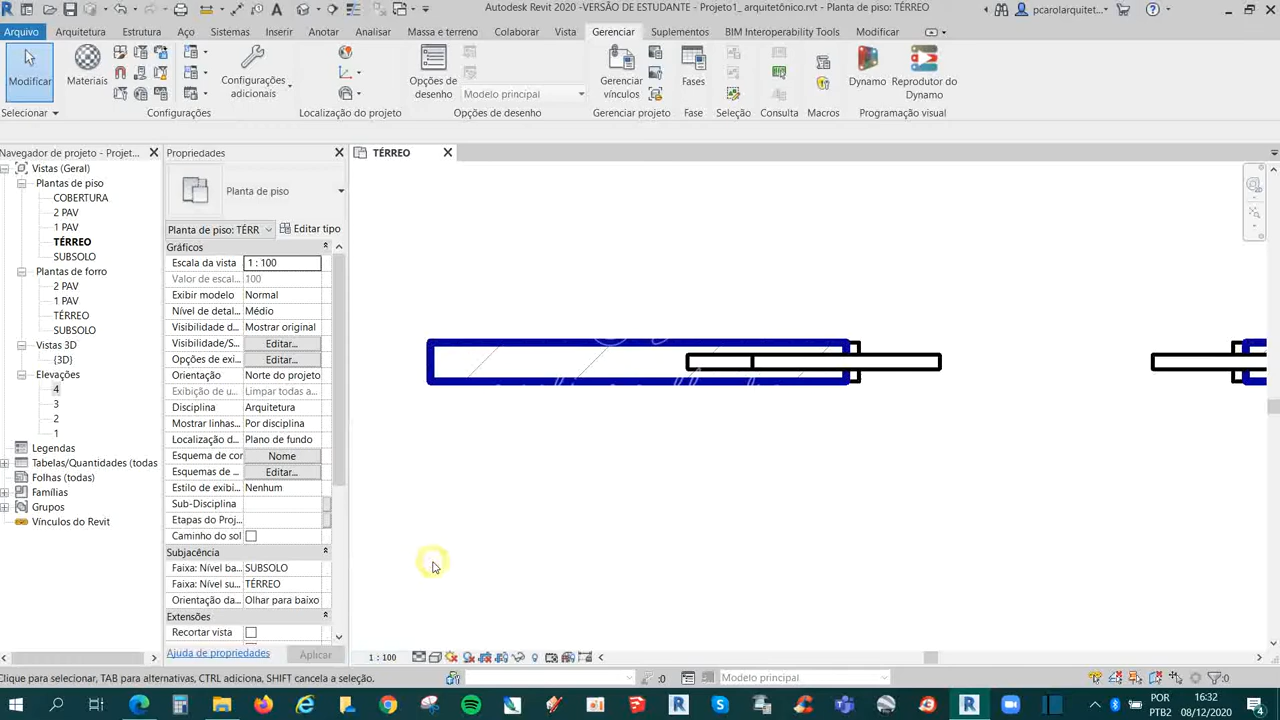 Autodesk Revit 2020 -VERSÃO DE ESTUDANTE - Projeto1_ arquitetônico.rvt - Planta de piso: TÉRREO
pcarolarquitet...
Arquivo Arquitetura Estrutura Aço Sistemas Inserir Anotar Analisar Massa e terreno Colaborar Vista Gerenciar Suplementos BIM Interoperability Tools Modificar
Modificar
Materiais
Configurações adicionais
Opções de desenho
Modelo principal
Gerenciar vínculos
Fases
Dynamo
Reprodutor do Dynamo
Selecionar Configurações Localização do projeto Opções de desenho Gerenciar projeto Fase Seleção Consulta Macros Programação visual
Navegador de projeto - Projet...
Vistas (Geral)
Plantas de piso
COBERTURA
2 PAV
1 PAV
TÉRREO
SUBSOLO
Plantas de forro
2 PAV
1 PAV
TÉRREO
SUBSOLO
Vistas 3D
{3D}
Elevações
4
3
2
1
Legendas
Tabelas/Quantidades (todas
Folhas (todas)
Famílias
Grupos
Vínculos do Revit
Propriedades
Planta de piso
Planta de piso: TÉRR Editar tipo
Gráficos
Escala da vista 1 : 100
Valor de escal... 100
Exibir modelo Normal
Nível de detal... Médio
Visibilidade d... Mostrar original
Visibilidade/S... Editar...
Opções de exi... Editar...
Orientação Norte do projeto
Exibição de u... Limpar todas a...
Disciplina Arquitetura
Mostrar linhas... Por disciplina
Localização d... Plano de fundo
Esquema de cor Nome
Esquemas de ... Editar...
Estilo de exibi... Nenhum
Sub-Disciplina
Etapas do Proj...
Caminho do sol
Subjacência
Faixa: Nível ba... SUBSOLO
Faixa: Nível su... TÉRREO
Orientação da... Olhar para baixo
Extensões
Recortar vista
Ajuda de propriedades Aplicar
TÉRREO
1 : 100
Clique para selecionar, TAB para alternativas, CTRL adiciona, SHIFT cancela a seleção.
:0
Modelo principal
:0
POR
PTB2
16:32
08/12/2020
4